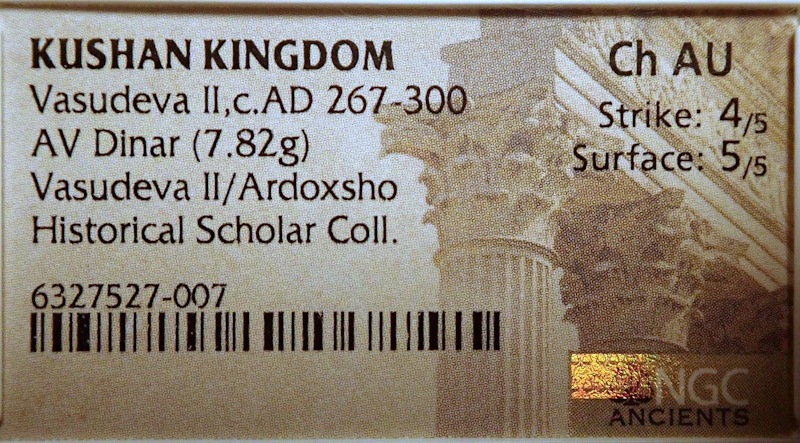 KUSHAN KINGDOM
Vasudeva II,c.AD 267-300
AV Dinar (7.82g)
Vasudeva II/Ardoxsho
Historical Scholar Coll.
6327527-007
Ch AU
Strike: 4/5
Surface: 5/5
NGC
ANCIENTS